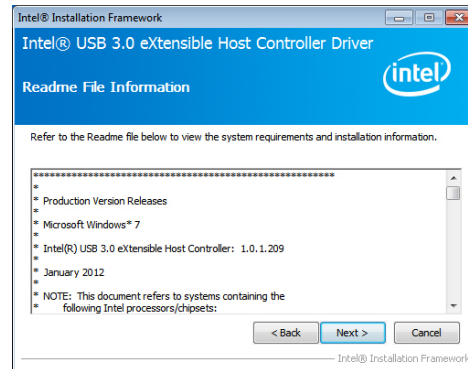 Intel® Installation Framework
Intel® USB 3.0 eXtensible Host Controller Driver
Readme File Information
intel
Refer to the Readme file below to view the system requirements and installation information.
*******************************************************
*
* Production Version Releases
*
* Microsoft Windows* 7
*
* Intel(R) USB 3.0 eXtensible Host Controller: 1.0.1.209
*
* January 2012
*
* NOTE: This document refers to systems containing the
* following Intel processors/chipsets:
< Back
Next >
Cancel
Intel® Installation Framework